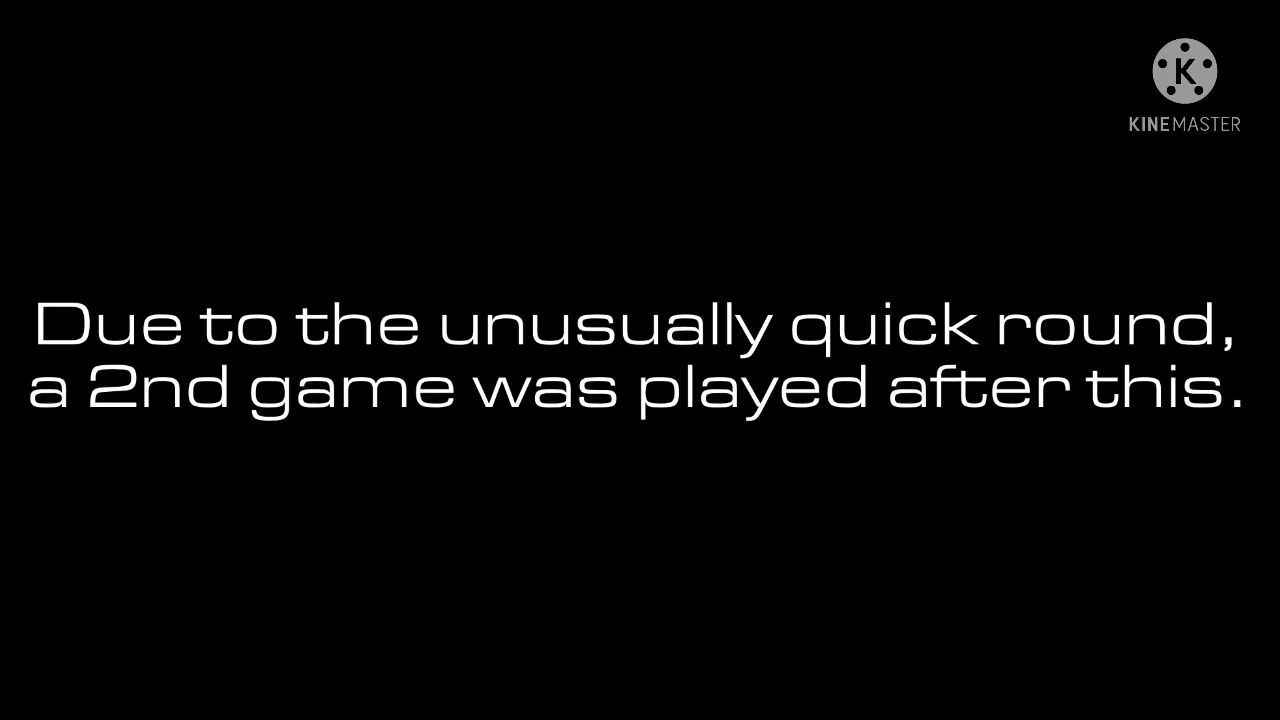 K
KINEMASTER
Due to the unusually quick round,
a 2nd game was played after this.